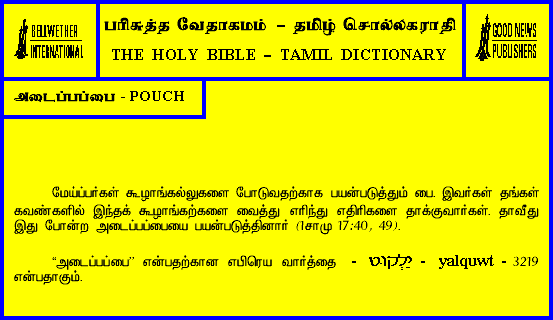 BELLWETHER
INTERNATIONAL
பரிசுத்த வேதாகமம் – தமிழ் சொல்லகராதி
THE HOLY BIBLE – TAMIL DICTIONARY
GOOD NEWS
PUBLISHERS
அடைப்பப்பை - POUCH
மேய்ப்பர்கள் கூழாங்கல்லுகளை போடுவதற்காக பயன்படுத்தும் பை. இவர்கள் தங்கள்
கவண்களில் இந்தக் கூழாங்கற்களை வைத்து எரிந்து எதிரிகளை தாக்குவார்கள். தாவீது
இது போன்ற அடைப்பப்பையை பயன்படுத்தினார் (1சாமு 17:40, 49).
“அடைப்பப்பை” என்பதற்கான எபிரெய வார்த்தை - יַלְקוּט - yalquwt - 3219
என்பதாகும்.